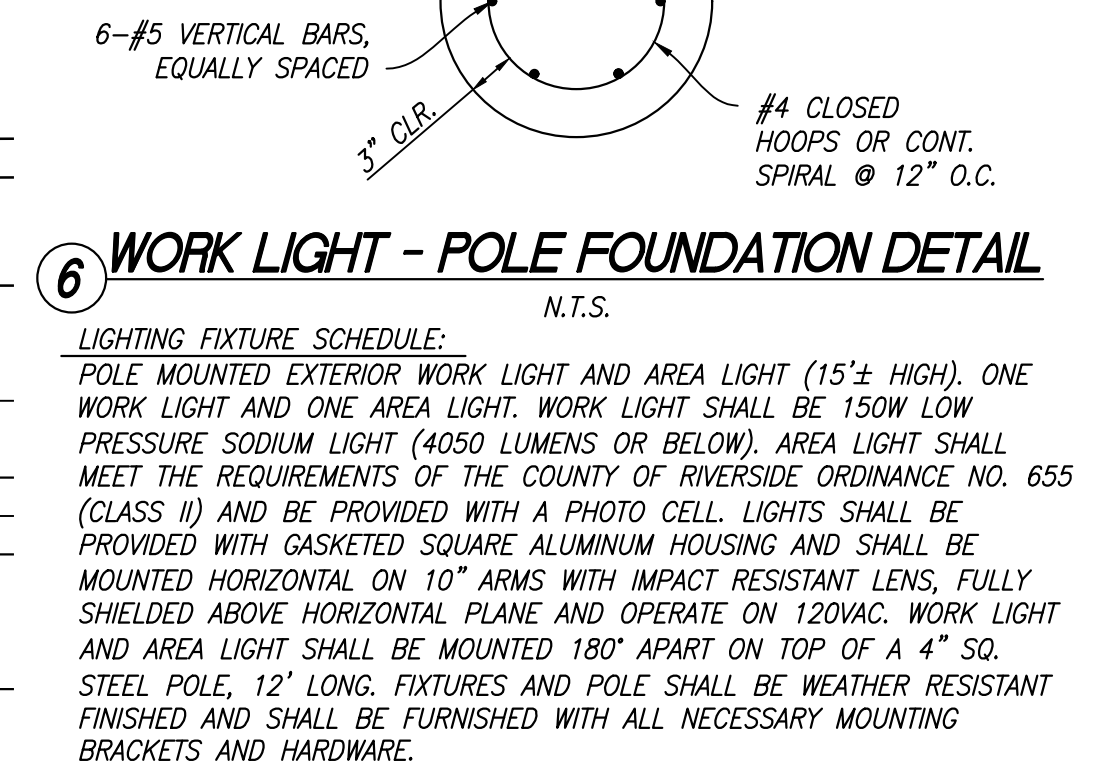 6-#5 VERTICAL BARS,
EQUALLY SPACED
3" CLR.
#4 CLOSED
HOOPS OR CONT.
SPIRAL @ 12" O.C.
6 WORK LIGHT - POLE FOUNDATION DETAIL
N.T.S.
LIGHTING FIXTURE SCHEDULE:
POLE MOUNTED EXTERIOR WORK LIGHT AND AREA LIGHT (15'± HIGH). ONE
WORK LIGHT AND ONE AREA LIGHT. WORK LIGHT SHALL BE 150W LOW
PRESSURE SODIUM LIGHT (4050 LUMENS OR BELOW). AREA LIGHT SHALL
MEET THE REQUIREMENTS OF THE COUNTY OF RIVERSIDE ORDINANCE NO. 655
(CLASS II) AND BE PROVIDED WITH A PHOTO CELL. LIGHTS SHALL BE
PROVIDED WITH GASKETED SQUARE ALUMINUM HOUSING AND SHALL BE
MOUNTED HORIZONTAL ON 10" ARMS WITH IMPACT RESISTANT LENS, FULLY
SHIELDED ABOVE HORIZONTAL PLANE AND OPERATE ON 120VAC. WORK LIGHT
AND AREA LIGHT SHALL BE MOUNTED 180° APART ON TOP OF A 4" SQ.
STEEL POLE, 12' LONG. FIXTURES AND POLE SHALL BE WEATHER RESISTANT
FINISHED AND SHALL BE FURNISHED WITH ALL NECESSARY MOUNTING
BRACKETS AND HARDWARE.